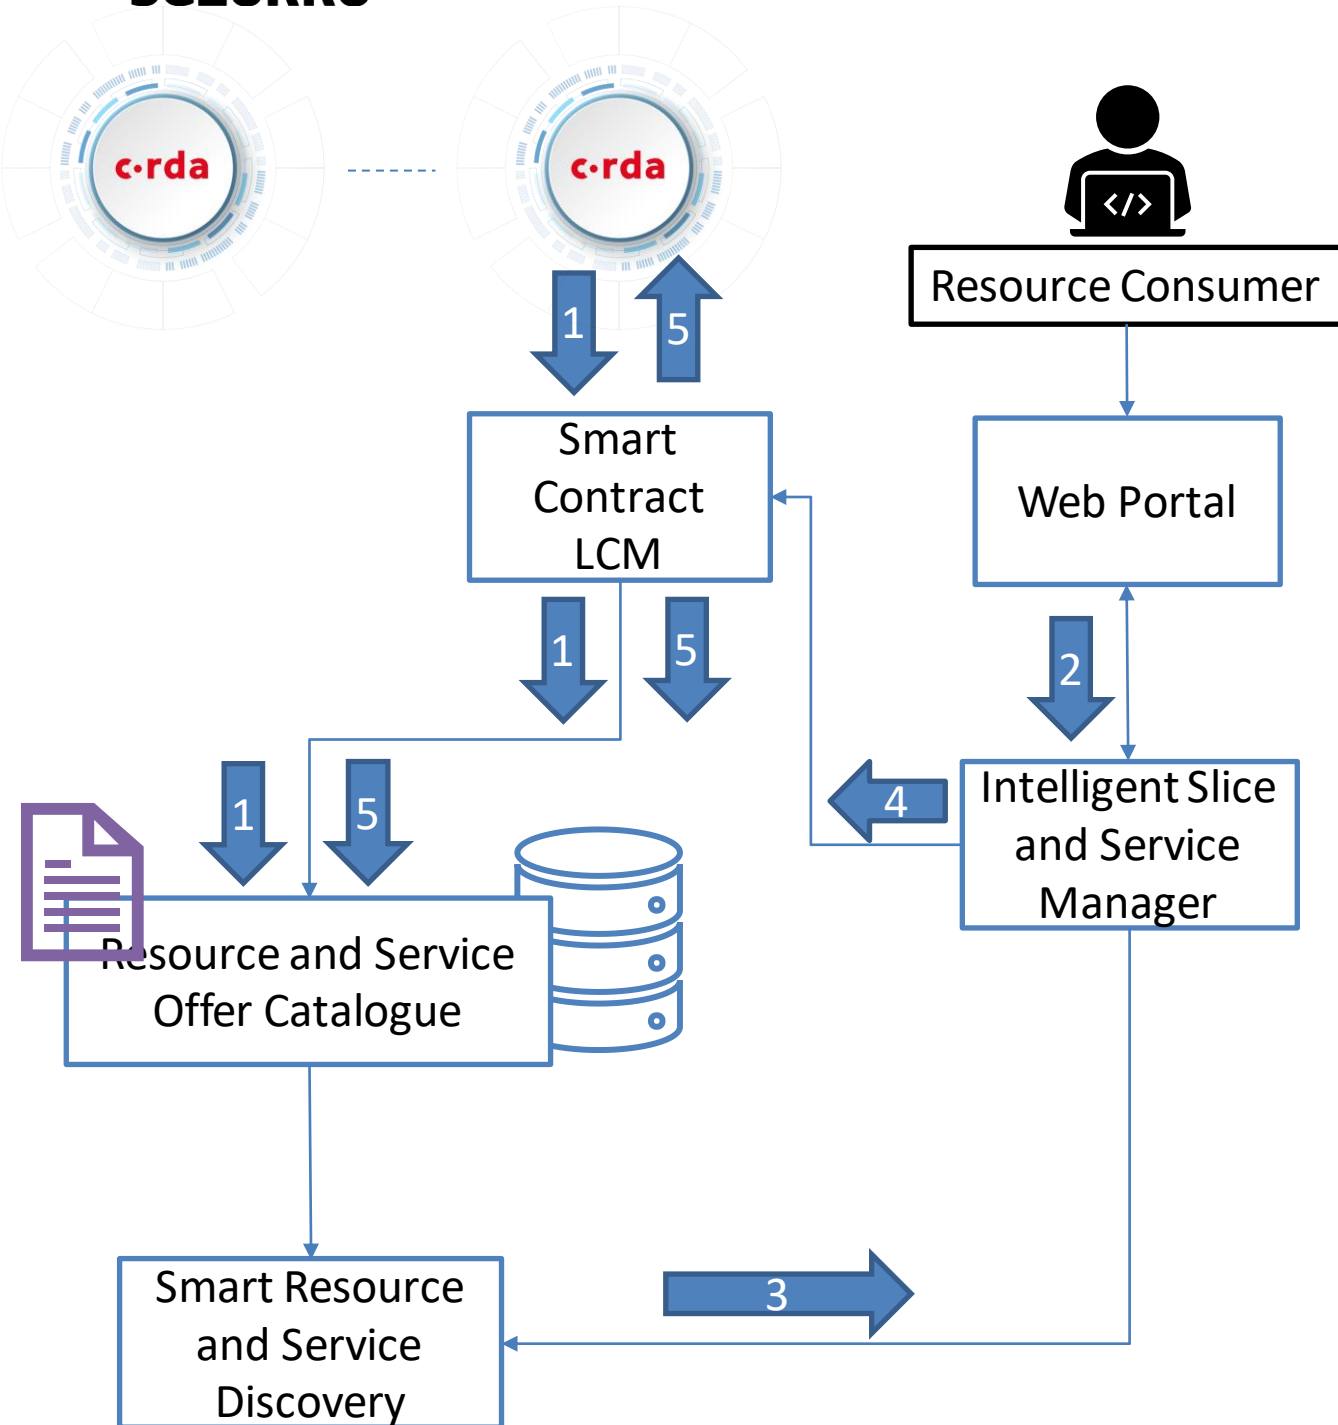 c·rda
c·rda
Resource Consumer
</>
1
5
Smart
Contract
LCM
Web Portal
1
5
2
Intelligent Slice
and Service
Manager
4
1
5
Resource and Service
Offer Catalogue
Smart Resource
and Service
Discovery
3